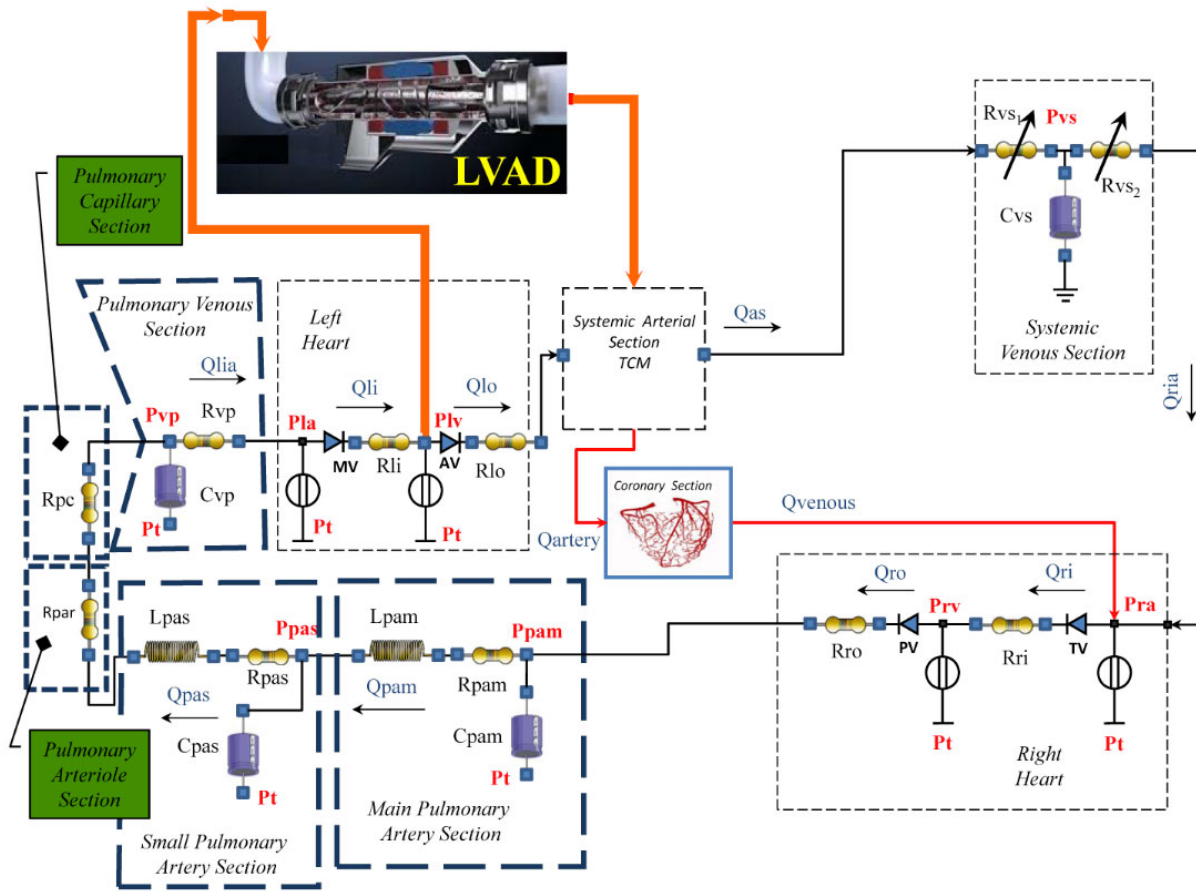 LVAD
Rvs1
Pvs
Rvs2
Cvs
Systemic
Venous Section
Qria
Pulmonary
Capillary
Section
Pulmonary Venous
Section
Qlia
Pvp
Rvp
Cvp
Pt
Left
Heart
Qli
Qlo
Pla
Plv
MV
Rli
AV
Rlo
Pt
Pt
Systemic Arterial
Section
TCM
Qas
Coronary Section
Qartery
Qvenous
Rpc
Rpar
Pulmonary
Arteriole
Section
Lpas
Ppas
Rpas
Qpas
Cpas
Pt
Small Pulmonary
Artery Section
Lpam
Ppam
Rpam
Qpam
Cpam
Pt
Main Pulmonary
Artery Section
Qro
Qri
Prv
Pra
Rro
PV
Rri
TV
Pt
Pt
Right
Heart